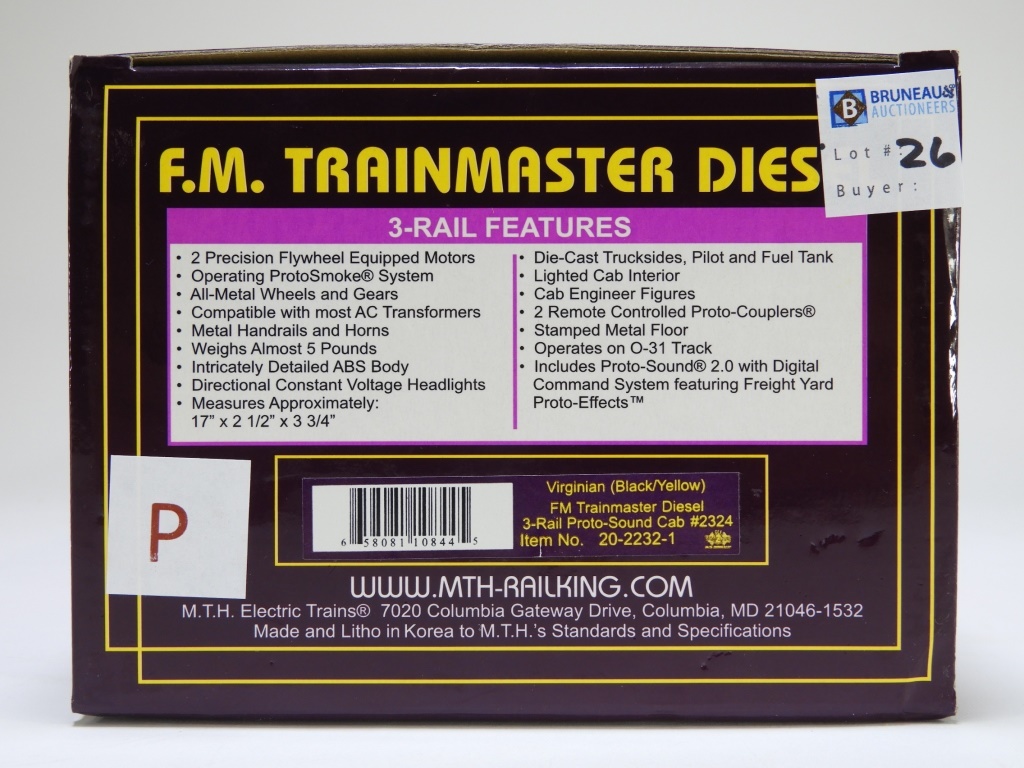 B BRUNEAU&
AUCTIONEERS
Lot #: 26
Buyer:
F.M. TRAINMASTER DIES
3-RAIL FEATURES
• 2 Precision Flywheel Equipped Motors
• Operating ProtoSmoke® System
• All-Metal Wheels and Gears
• Compatible with most AC Transformers
• Metal Handrails and Horns
• Weighs Almost 5 Pounds
• Intricately Detailed ABS Body
• Directional Constant Voltage Headlights
• Measures Approximately:
17" x 2 1/2" x 3 3/4"
• Die-Cast Trucksides, Pilot and Fuel Tank
• Lighted Cab Interior
• Cab Engineer Figures
• 2 Remote Controlled Proto-Couplers®
• Stamped Metal Floor
• Operates on O-31 Track
• Includes Proto-Sound® 2.0 with Digital
Command System featuring Freight Yard
Proto-Effects™
P
6 58081 10844 5
Virginian (Black/Yellow)
FM Trainmaster Diesel
3-Rail Proto-Sound Cab #2324
Item No. 20-2232-1
WWW.MTH-RAILKING.COM
M.T.H. Electric Trains® 7020 Columbia Gateway Drive, Columbia, MD 21046-1532
Made and Litho in Korea to M.T.H.'s Standards and Specifications